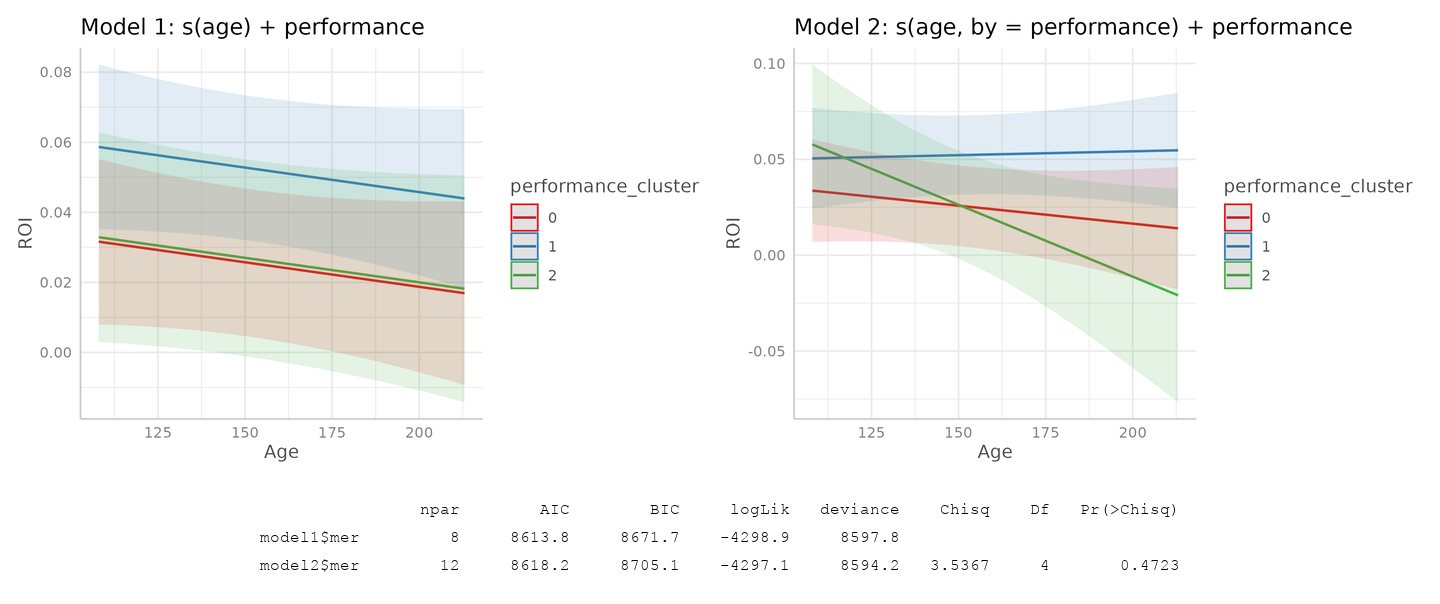 Model 1: s(age) + performance
0.08
0.06
0.04
0.02
0.00
ROI
125 150 175 200
Age
performance_cluster
0
1
2
Model 2: s(age, by = performance) + performance
0.10
0.05
0.00
-0.05
ROI
125 150 175 200
Age
performance_cluster
0
1
2
npar AIC BIC logLik deviance Chisq Df Pr(>Chisq)
model1$mer 8 8613.8 8671.7 -4298.9 8597.8
model2$mer 12 8618.2 8705.1 -4297.1 8594.2 3.5367 4 0.4723